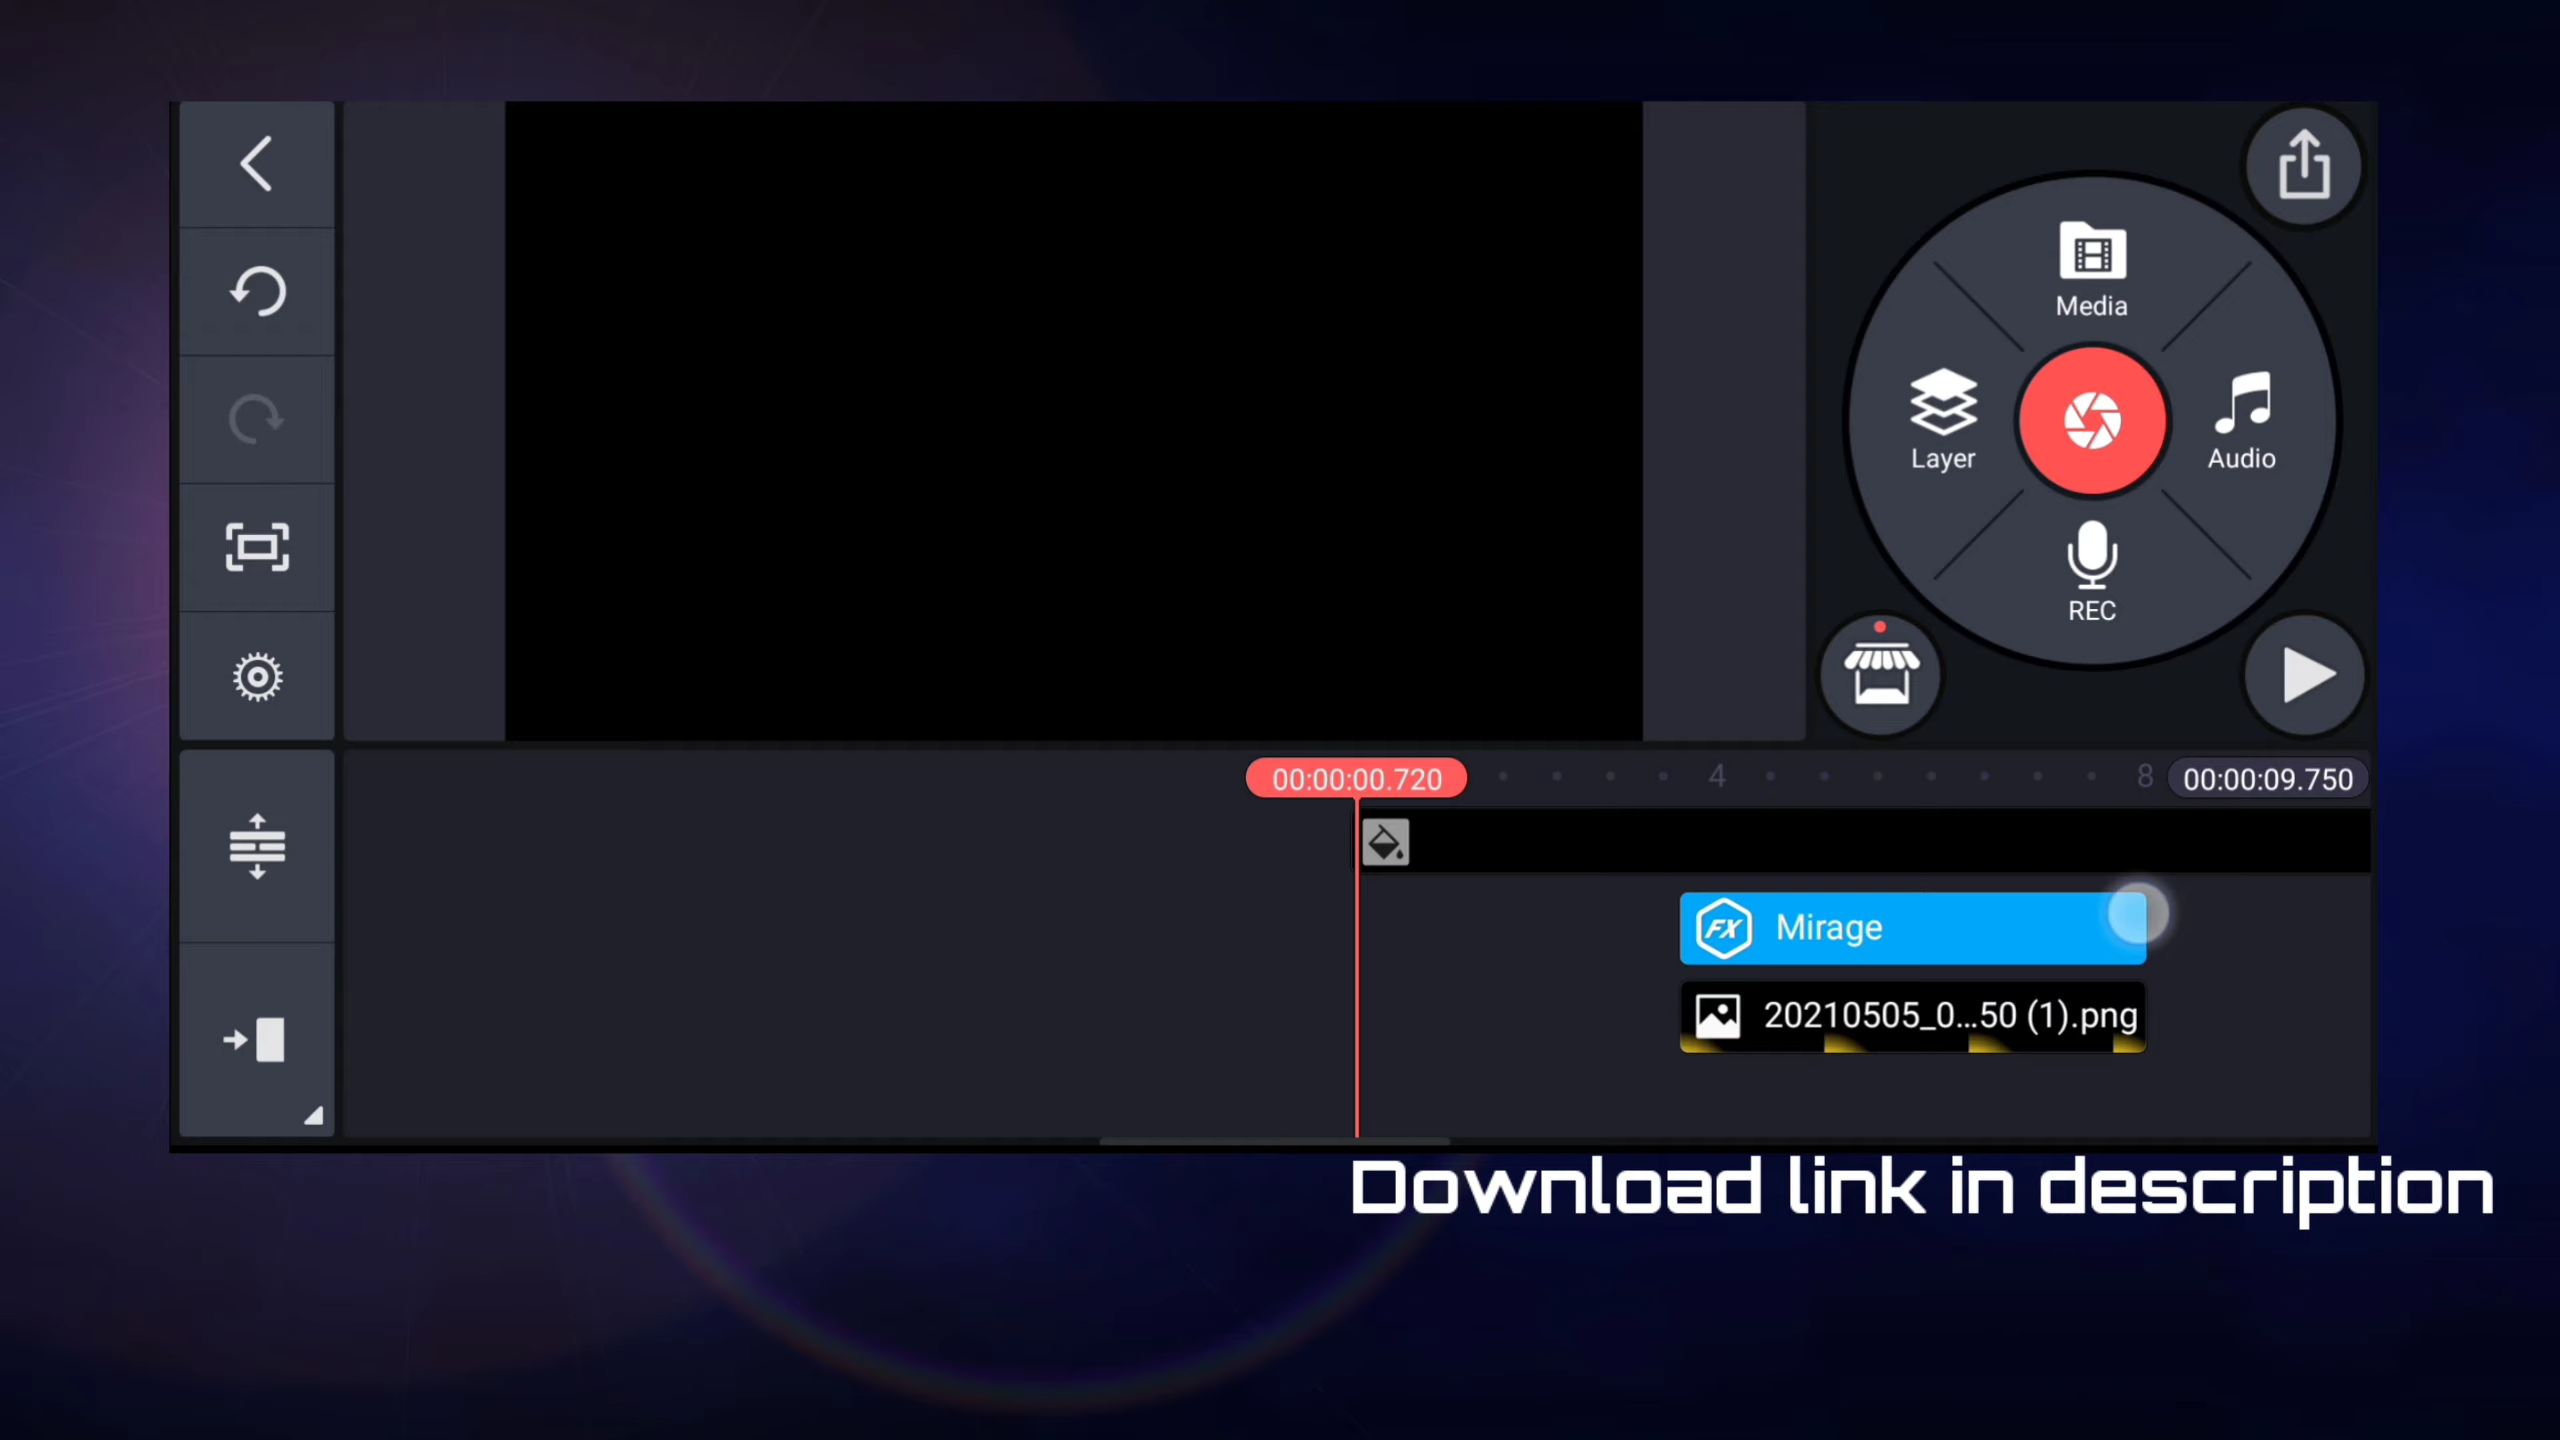 Media
Layer
Audio
REC
00:00:00.720
4
8
00:00:09.750
FX Mirage
20210505_0...50 (1).png
Download link in description